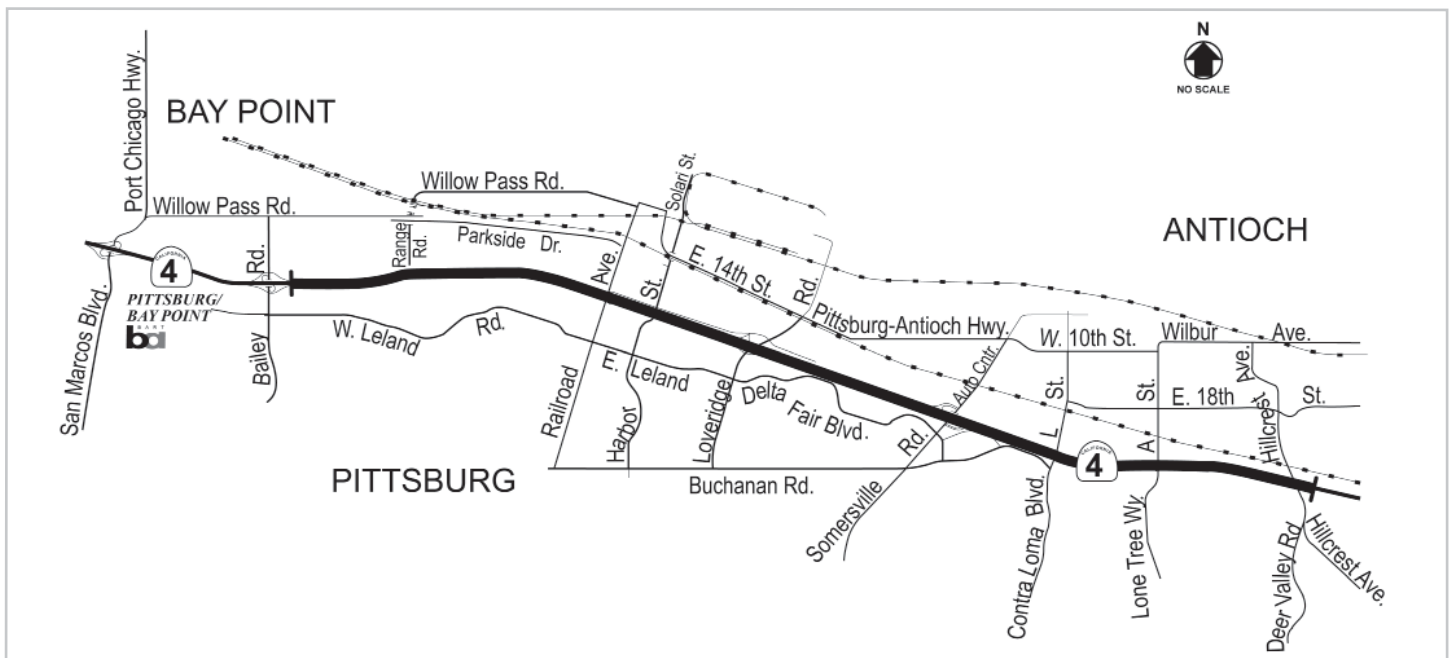 N
NO SCALE
Port Chicago Hwy.
BAY POINT
Willow Pass Rd.
Solari St.
Willow Pass Rd.
ANTIOCH
Range Rd.
Parkside Dr.
CALIFORNIA
4
Bailey Rd.
Railroad Ave.
Harbor St.
E. 14th St.
Loveridge Rd.
Pittsburg-Antioch Hwy.
W. 10th St.
Wilbur Ave.
PITTSBURG/
BAY POINT
BART
ba
San Marcos Blvd.
W. Leland Rd.
E. Leland
Delta Fair Blvd.
Auto Cntr.
L St.
A St.
E. 18th St.
Hillcrest Ave.
PITTSBURG
Buchanan Rd.
Somersville Rd.
CALIFORNIA
4
Contra Loma Blvd.
Lone Tree Wy.
Deer Valley Rd
Hillcrest Ave.